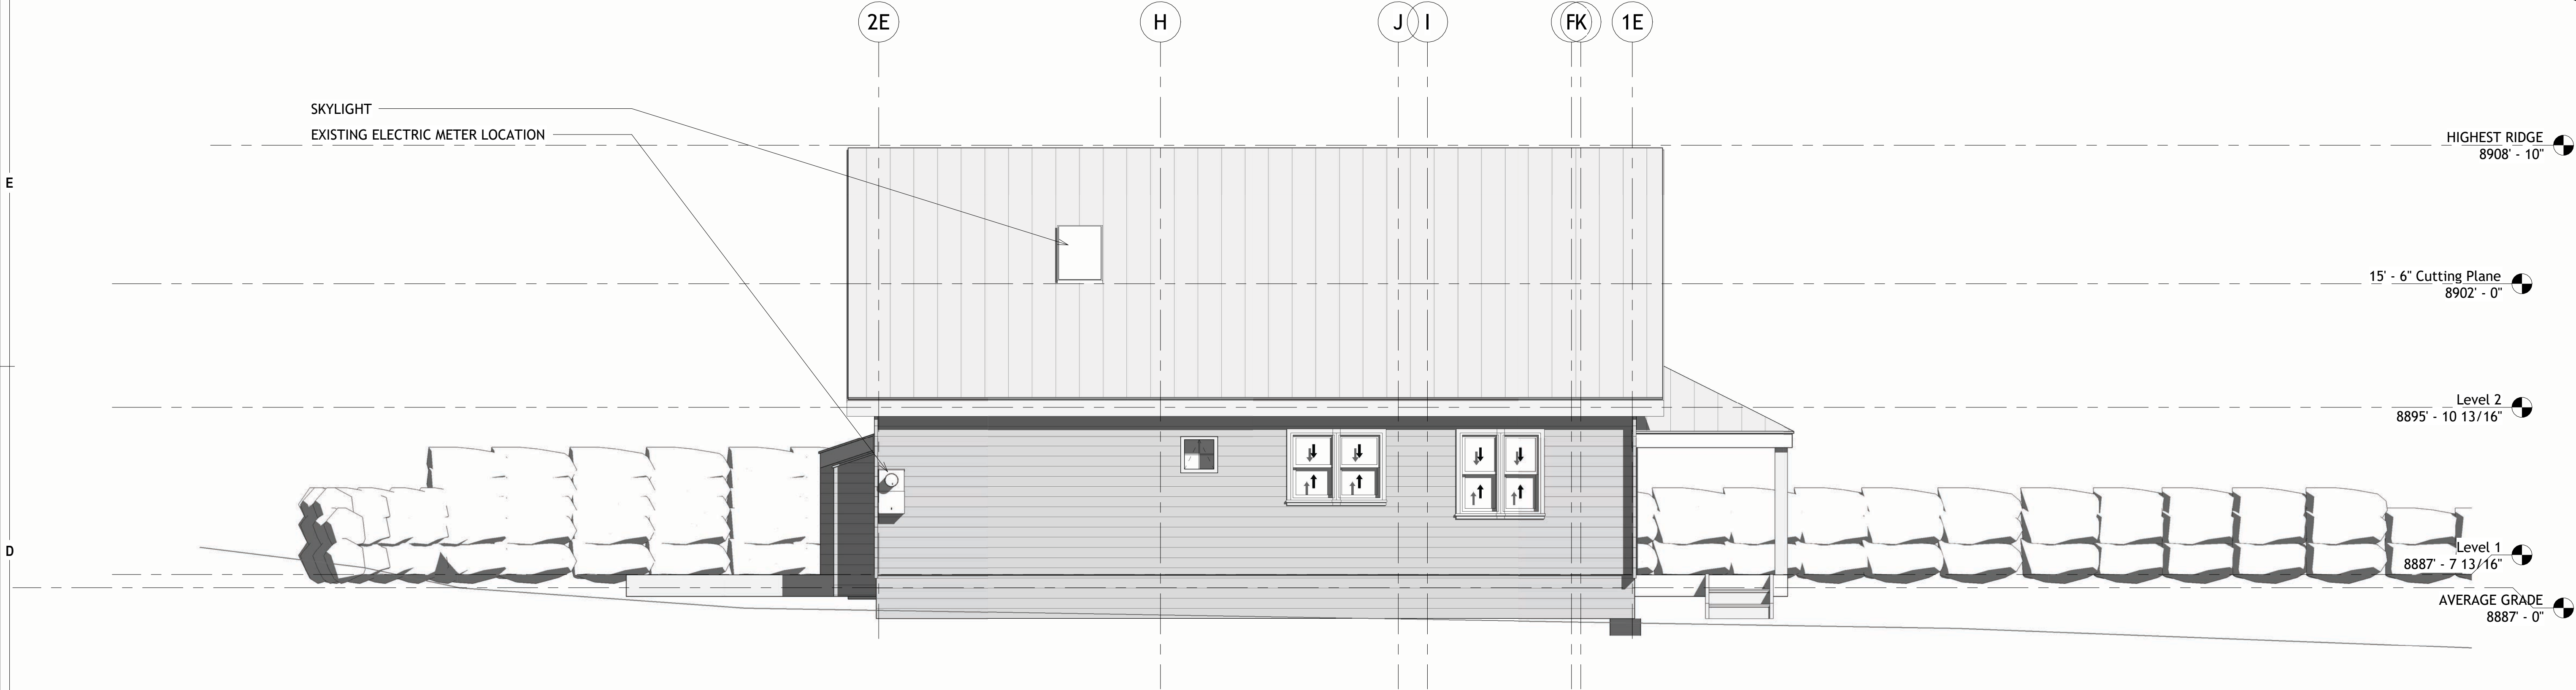 2E
H
J
I
F
K
1E
SKYLIGHT
EXISTING ELECTRIC METER LOCATION
HIGHEST RIDGE
8908' - 10"
E
15' - 6" Cutting Plane
8902' - 0"
Level 2
8895' - 10 13/16"
D
Level 1
8887' - 7 13/16"
AVERAGE GRADE
8887' - 0"